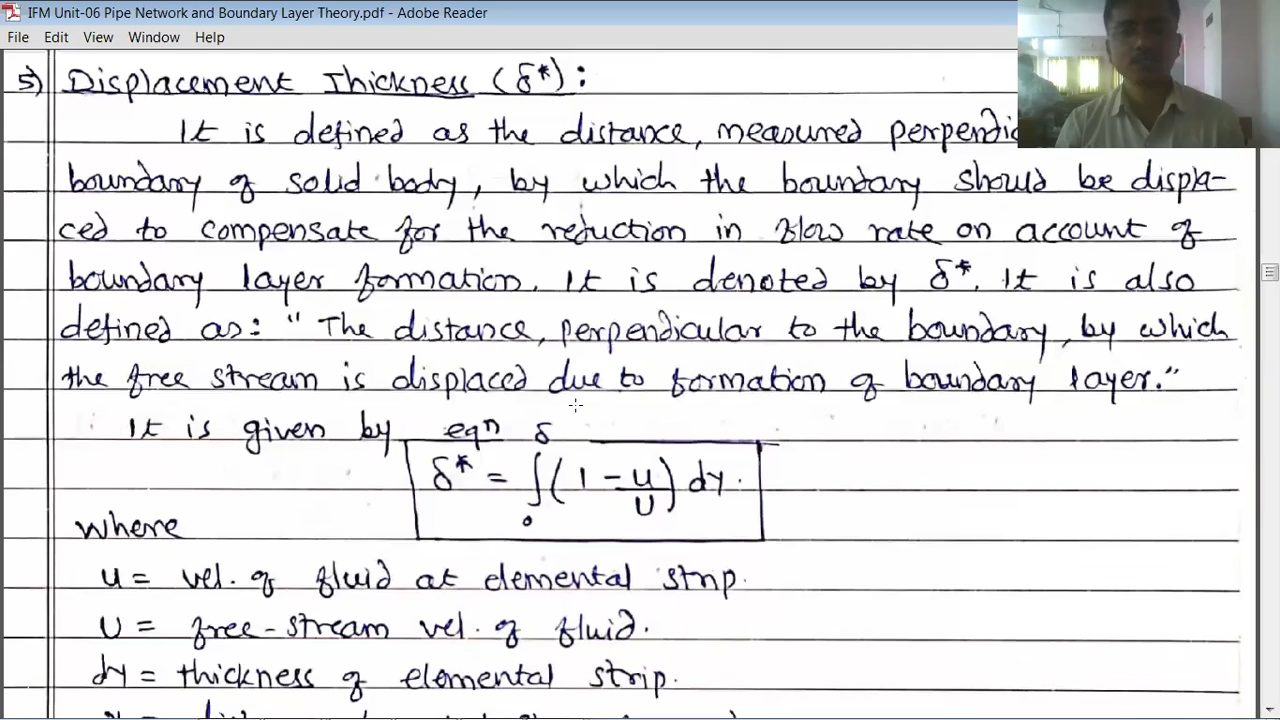 IFM Unit-06 Pipe Network and Boundary Layer Theory.pdf - Adobe Reader
File Edit View Window Help
5) Displacement Thickness (δ*):
It is defined as the distance, measured
boundary of solid body, by which the boundary should be displa-
ced to compensate for the reduction in flow rate on account of
boundary layer formation. It is denoted by δ*. It is also
defined as: "The distance, perpendicular to the boundary, by which
the free stream is displaced due to formation of boundary layer."
It is given by eqn
δ* = ∫₀^δ (1 - u/U) dy.
where
u = vel. of fluid at elemental strip.
U = free-stream vel. of fluid.
dy = thickness of elemental strip.